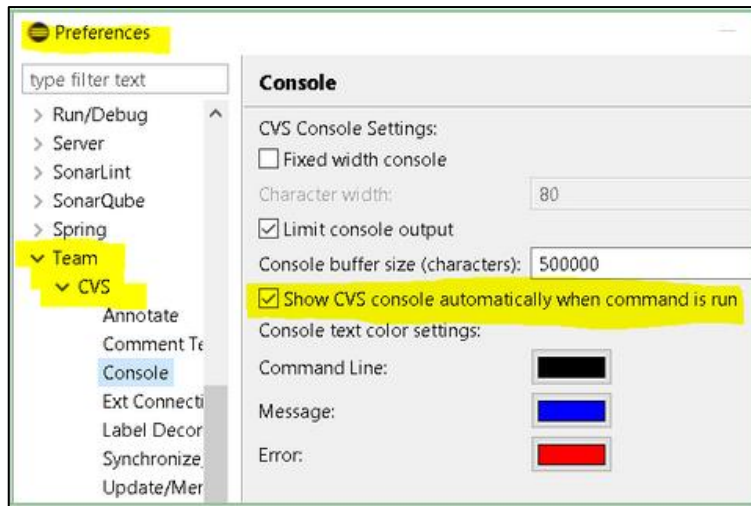 Preferences
type filter text
Run/Debug
Server
SonarLint
SonarQube
Spring
Team
CVS
Annotate
Comment Te
Console
Ext Connecti
Label Decor
Synchronize
Update/Mer
Console
CVS Console Settings:
Fixed width console
Character width: 80
Limit console output
Console buffer size (characters): 500000
Show CVS console automatically when command is run
Console text color settings:
Command Line:
Message:
Error: